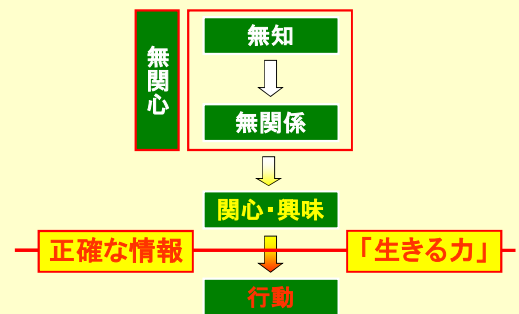 無関心
無知
無関係
関心・興味
正確な情報
「生きる力」
行動